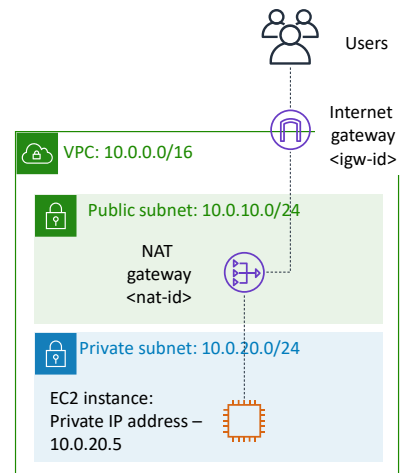 Users
Internet
gateway
<igw-id>
VPC: 10.0.0.0/16
Public subnet: 10.0.10.0/24
NAT
gateway
<nat-id>
Private subnet: 10.0.20.0/24
EC2 instance:
Private IP address –
10.0.20.5